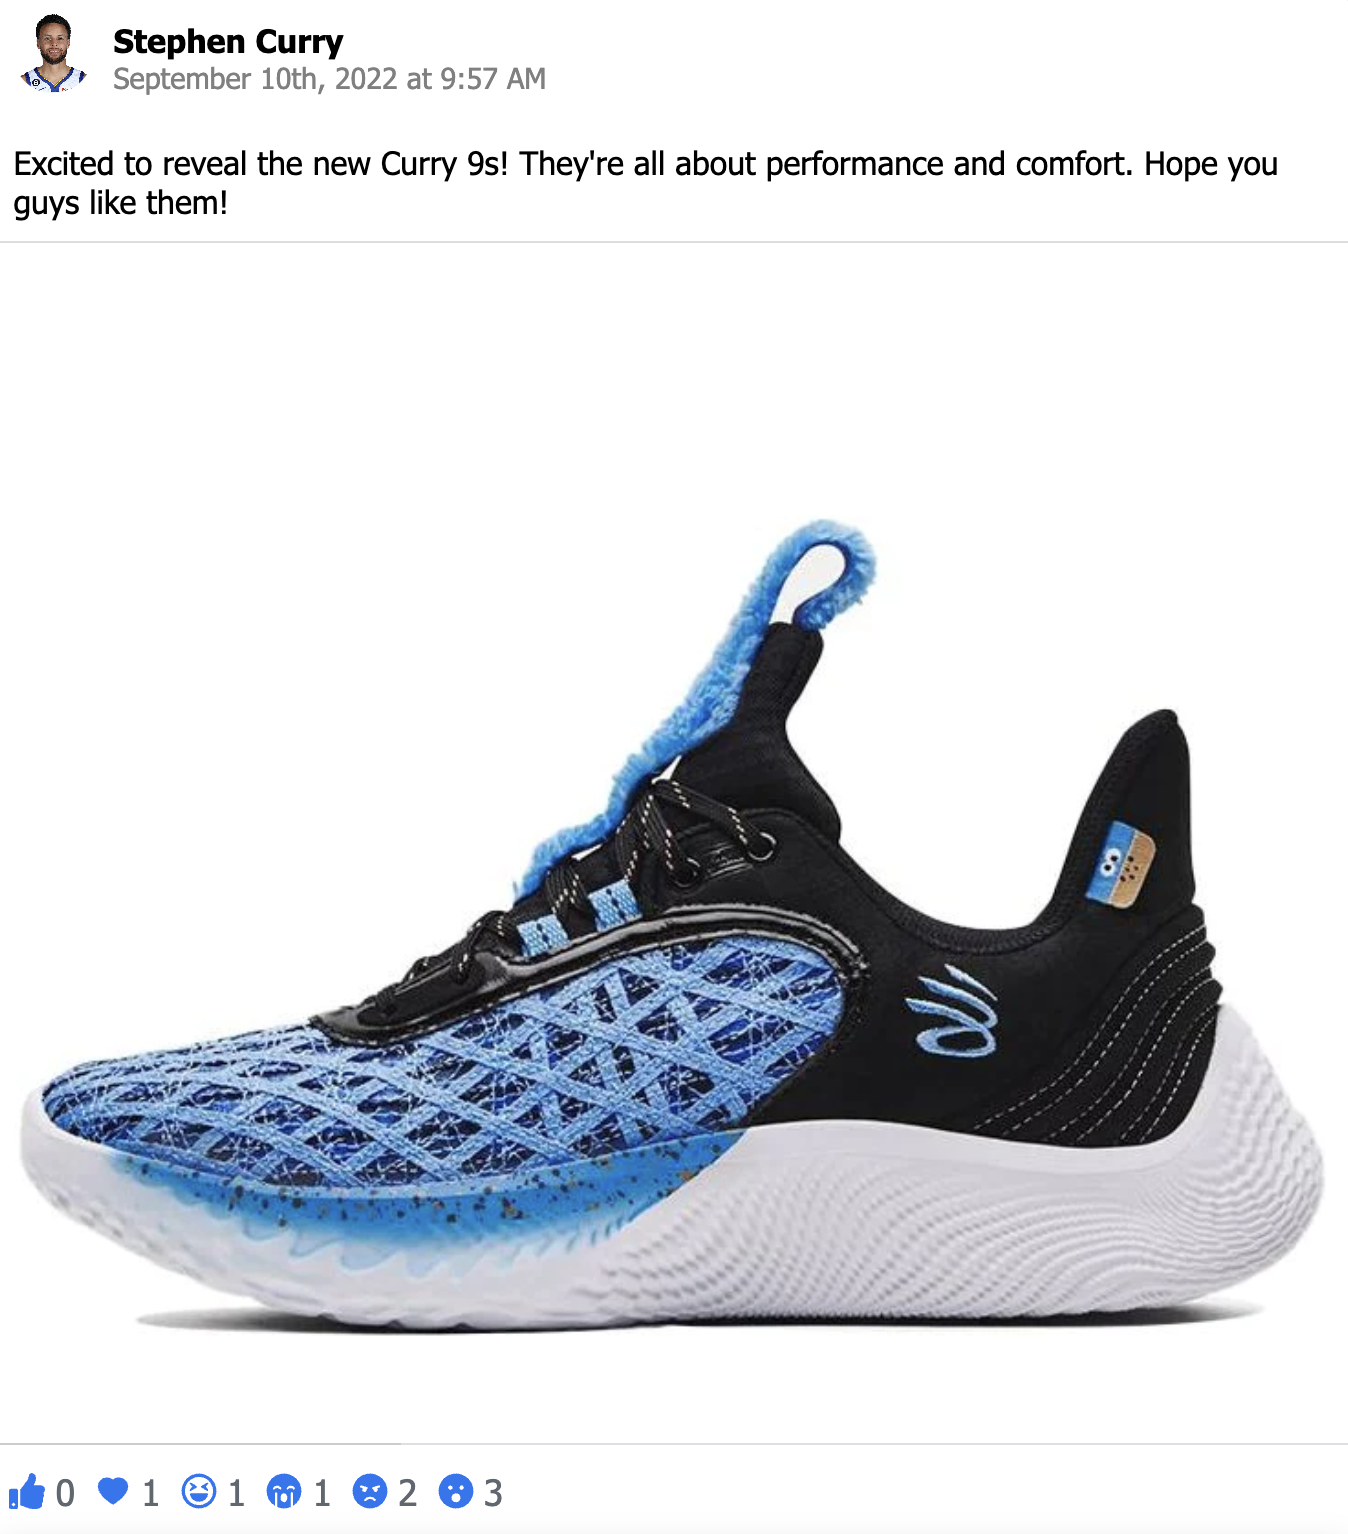 Stephen Curry
September 10th, 2022 at 9:57 AM
Excited to reveal the new Curry 9s! They're all about performance and comfort. Hope you
guys like them!
0 1 1 1 2 3